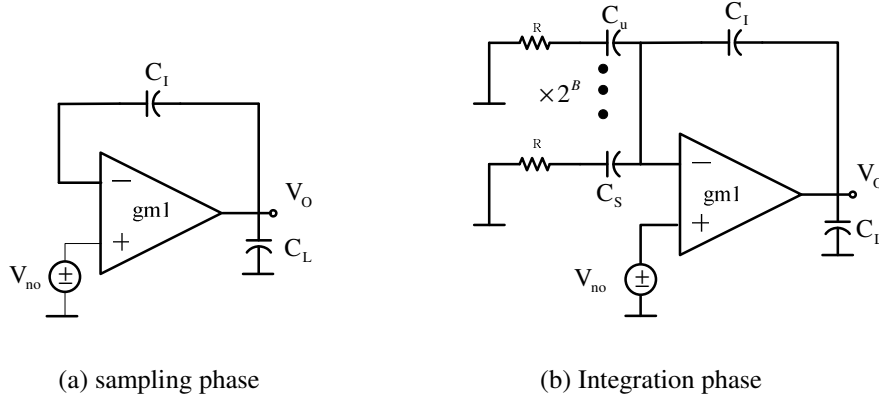 C_I
gm1
−
+
V_O
C_L
V_no
±
(a) sampling phase
R
C_u
C_I
×2^B
R
C_S
gm1
−
+
V_O
C_L
V_no
±
(b) Integration phase